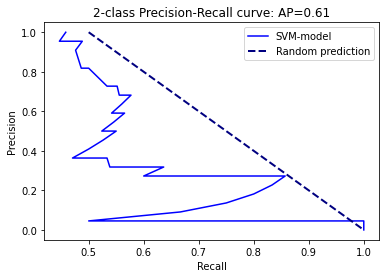 2-class Precision-Recall curve: AP=0.61
SVM-model
Random prediction
Precision
1.0
0.8
0.6
0.4
0.2
0.0
0.5 0.6 0.7 0.8 0.9 1.0
Recall